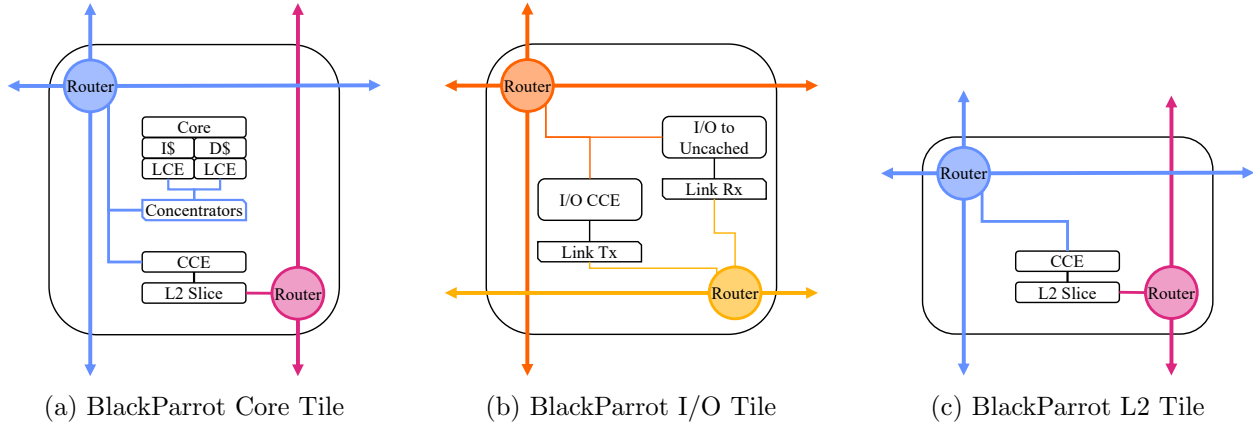 Router
Core
I$ D$
LCE LCE
Concentrators
CCE
L2 Slice
Router
(a) BlackParrot Core Tile
Router
I/O to
Uncached
Link Rx
I/O CCE
Link Tx
Router
(b) BlackParrot I/O Tile
Router
CCE
L2 Slice
Router
(c) BlackParrot L2 Tile